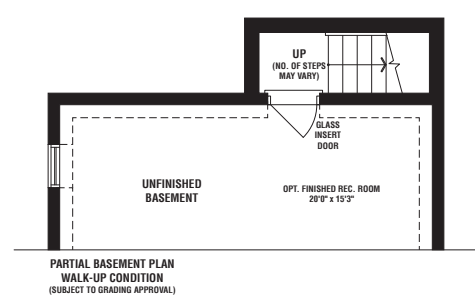 UP
(NO. OF STEPS
MAY VARY)
GLASS
INSERT
DOOR
UNFINISHED
BASEMENT
OPT. FINISHED REC. ROOM
20'0" x 15'3"
PARTIAL BASEMENT PLAN
WALK-UP CONDITION
(SUBJECT TO GRADING APPROVAL)